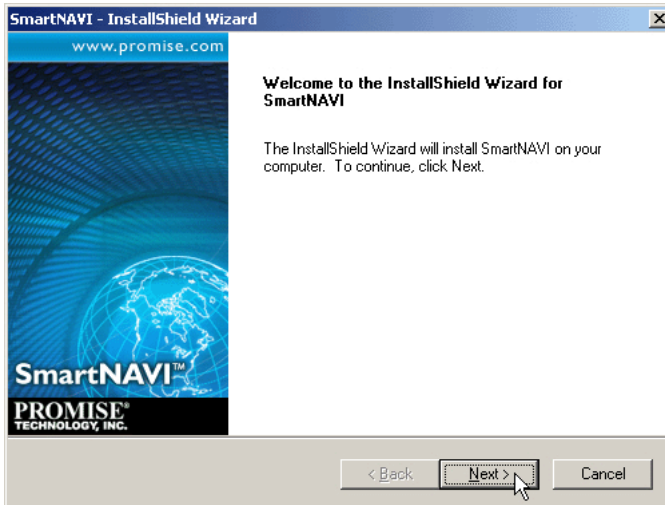 SmartNAVI - InstallShield Wizard
www.promise.com
Welcome to the InstallShield Wizard for
SmartNAVI
The InstallShield Wizard will install SmartNAVI on your
computer. To continue, click Next.
SmartNAVI™
PROMISE®
TECHNOLOGY, INC.
< Back
Next >
Cancel